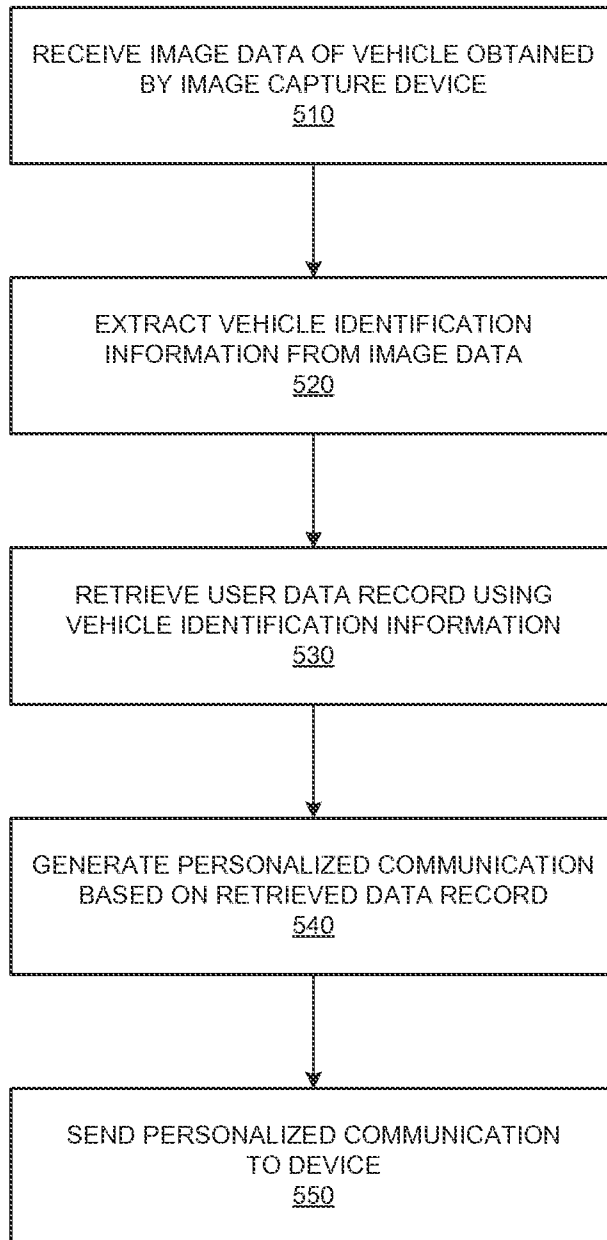 RECEIVE IMAGE DATA OF VEHICLE OBTAINED
BY IMAGE CAPTURE DEVICE
510
EXTRACT VEHICLE IDENTIFICATION
INFORMATION FROM IMAGE DATA
520
RETRIEVE USER DATA RECORD USING
VEHICLE IDENTIFICATION INFORMATION
530
GENERATE PERSONALIZED COMMUNICATION
BASED ON RETRIEVED DATA RECORD
540
SEND PERSONALIZED COMMUNICATION
TO DEVICE
550